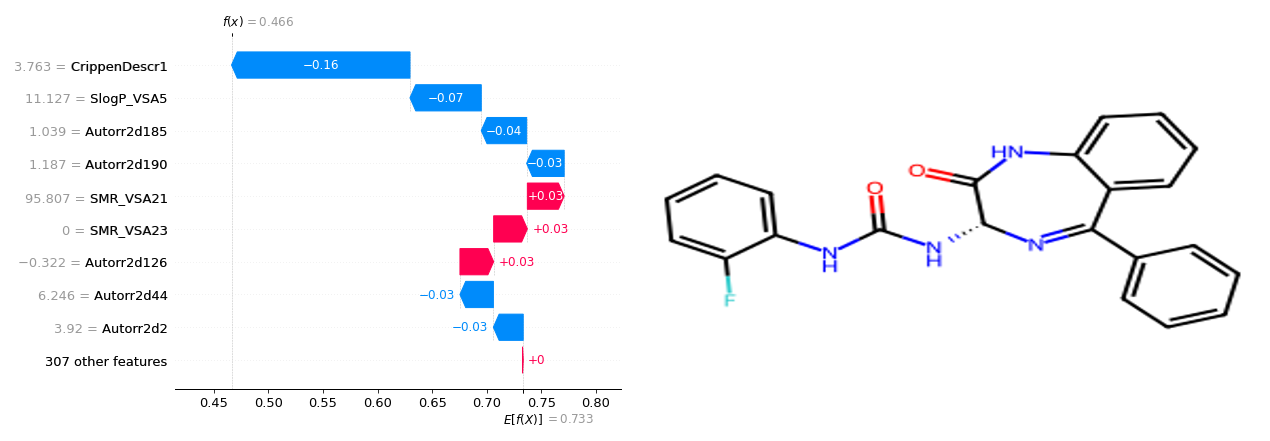 f(x) = 0.466
3.763 = CrippenDescr1
−0.16
11.127 = SlogP_VSA5
−0.07
1.039 = Autorr2d185
−0.04
1.187 = Autorr2d190
−0.03
95.807 = SMR_VSA21
+0.03
0 = SMR_VSA23
+0.03
−0.322 = Autorr2d126
+0.03
6.246 = Autorr2d44
−0.03
3.92 = Autorr2d2
−0.03
307 other features
+0
0.45 0.50 0.55 0.60 0.65 0.70 0.75 0.80
E[f(X)] = 0.733
HN
O
O
N
H
N
H
N
F